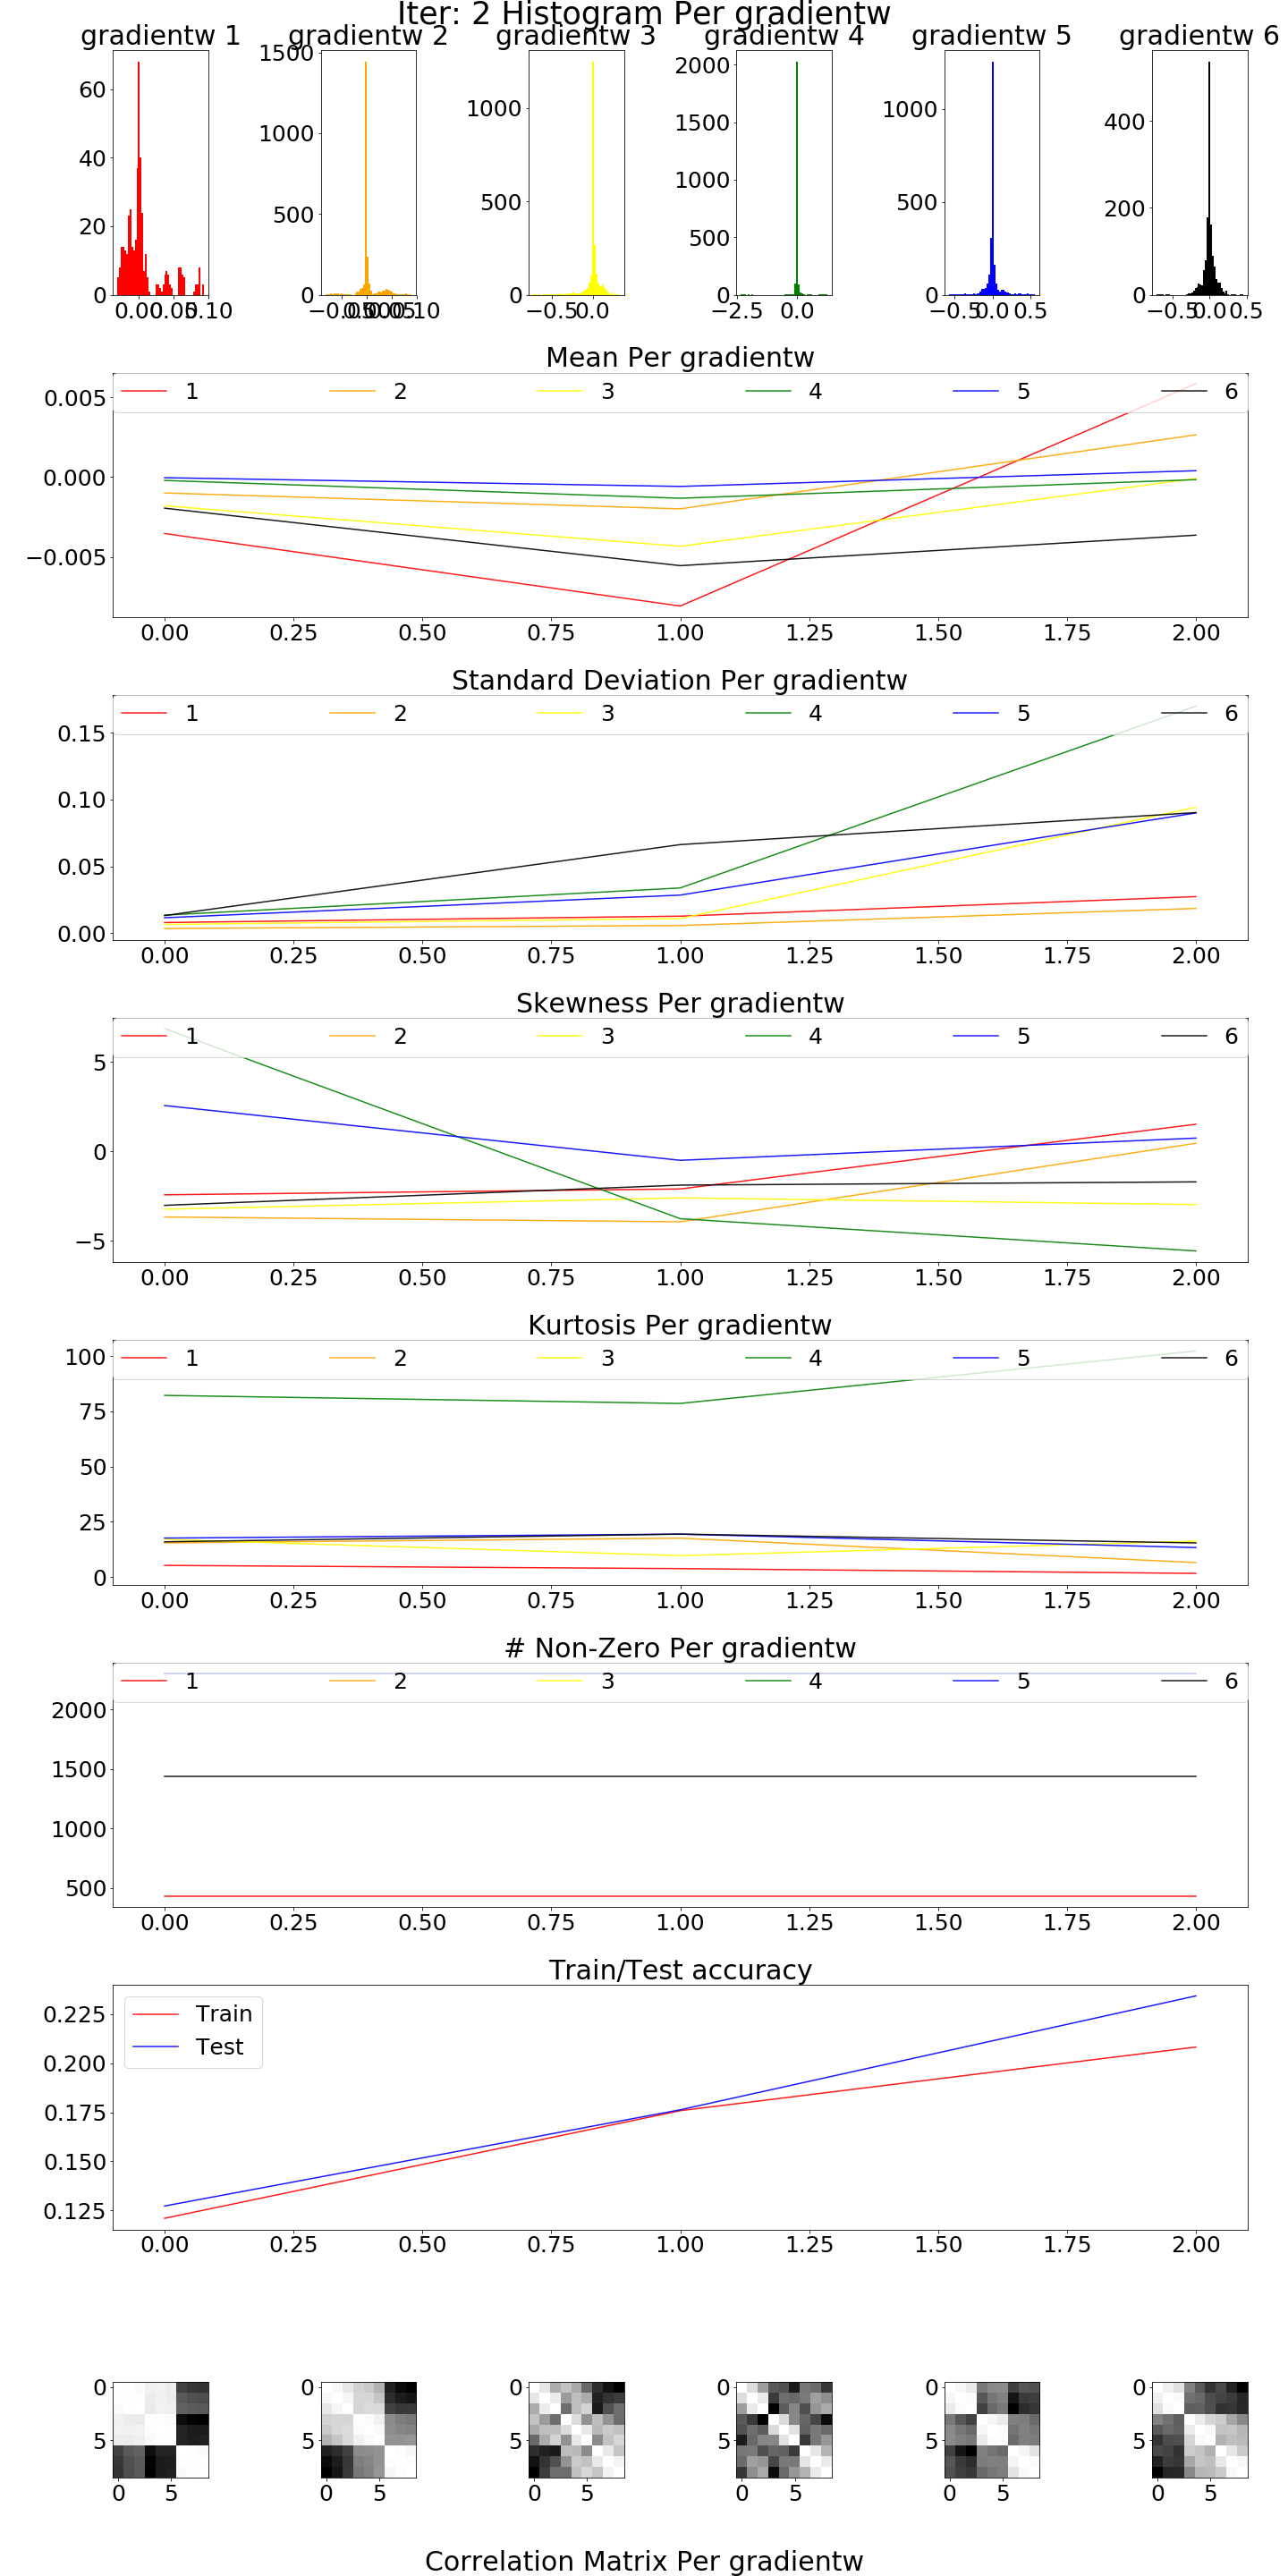 Iter: 2 Histogram Per gradientw
gradientw 1 gradientw 2 gradientw 3 gradientw 4 gradientw 5 gradientw 6
60
40
20
0
0.00 0.05 0.10
1500
1000
500
0
−0.05 0.00 0.05 0.10
1000
500
0
−0.5 0.0
2000
1500
1000
500
0
−2.5 0.0
1000
500
0
−0.5 0.0 0.5
400
200
0
−0.5 0.0 0.5
Mean Per gradientw
1 2 3 4 5 6
0.005
0.000
−0.005
0.00 0.25 0.50 0.75 1.00 1.25 1.50 1.75 2.00
Standard Deviation Per gradientw
1 2 3 4 5 6
0.15
0.10
0.05
0.00
0.00 0.25 0.50 0.75 1.00 1.25 1.50 1.75 2.00
Skewness Per gradientw
1 2 3 4 5 6
5
0
−5
0.00 0.25 0.50 0.75 1.00 1.25 1.50 1.75 2.00
Kurtosis Per gradientw
1 2 3 4 5 6
100
75
50
25
0
0.00 0.25 0.50 0.75 1.00 1.25 1.50 1.75 2.00
# Non-Zero Per gradientw
1 2 3 4 5 6
2000
1500
1000
500
0.00 0.25 0.50 0.75 1.00 1.25 1.50 1.75 2.00
Train/Test accuracy
Train
Test
0.225
0.200
0.175
0.150
0.125
0.00 0.25 0.50 0.75 1.00 1.25 1.50 1.75 2.00
0 0 0 0 0 0
5 5 5 5 5 5
0 5 0 5 0 5 0 5 0 5 0 5
Correlation Matrix Per gradientw